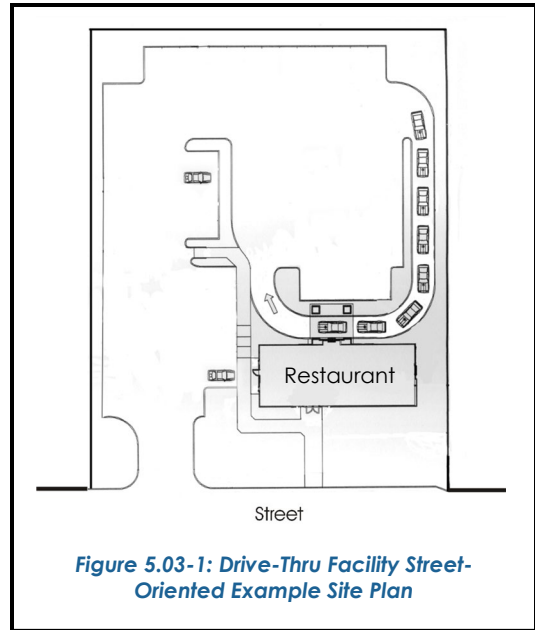 Restaurant
Street
Figure 5.03-1: Drive-Thru Facility Street-
Oriented Example Site Plan